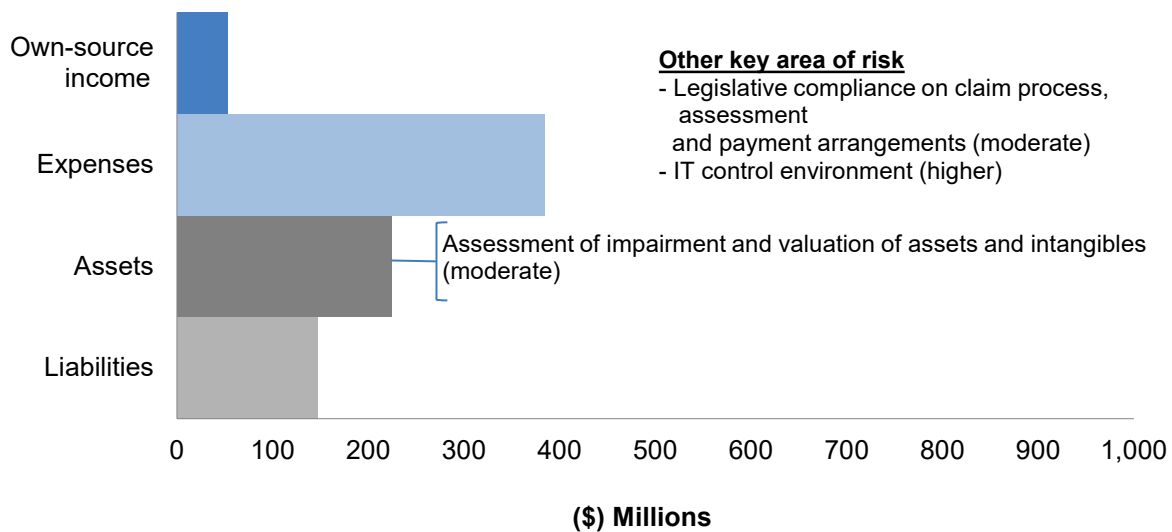 Own-source
income
Expenses
Assets
Liabilities
Other key area of risk
- Legislative compliance on claim process,
assessment
and payment arrangements (moderate)
- IT control environment (higher)
Assessment of impairment and valuation of assets and intangibles
(moderate)
0 100 200 300 400 500 600 700 800 900 1,000
($) Millions